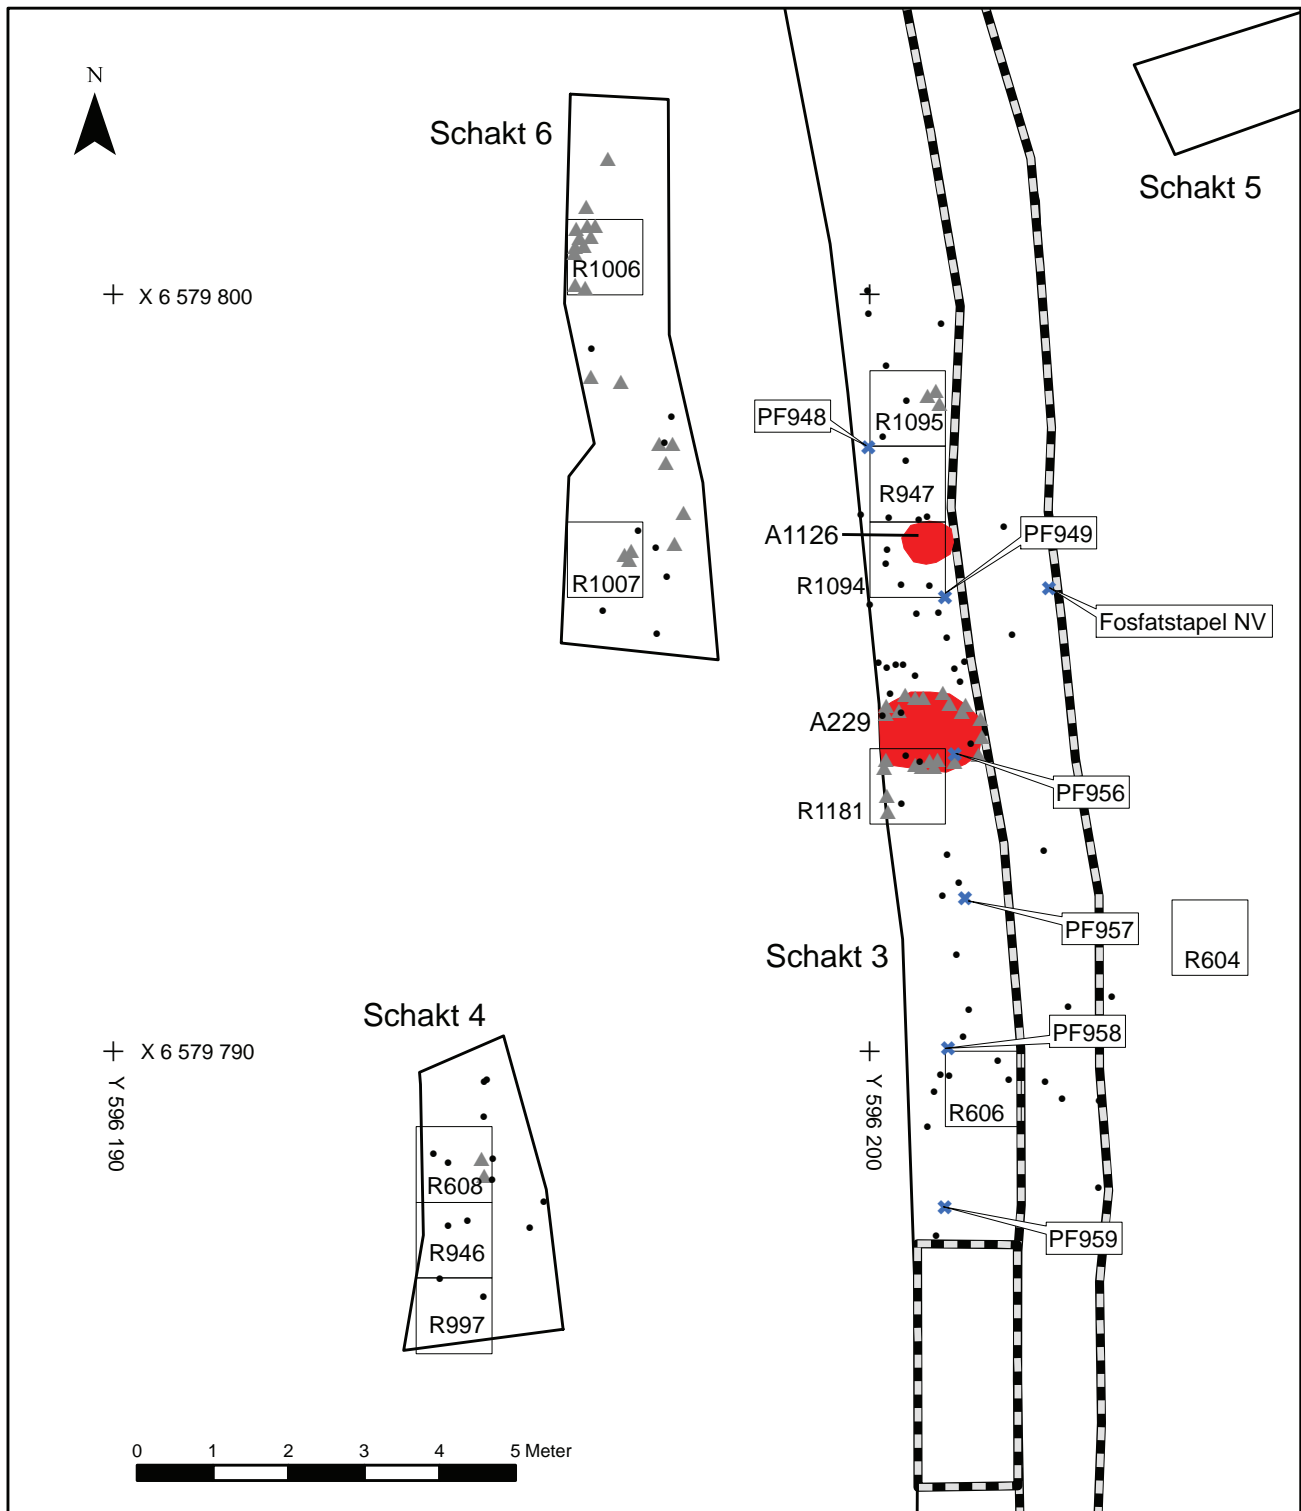 N
Schakt 6
Schakt 5
R1006
X 6 579 800
PF948
R1095
R947
A1126
PF949
R1007
R1094
Fosfatstapel NV
A229
PF956
R1181
PF957
Schakt 3
R604
Schakt 4
PF958
X 6 579 790
Y 596 190
Y 596 200
R606
R608
R946
PF959
R997
0 1 2 3 4 5 Meter